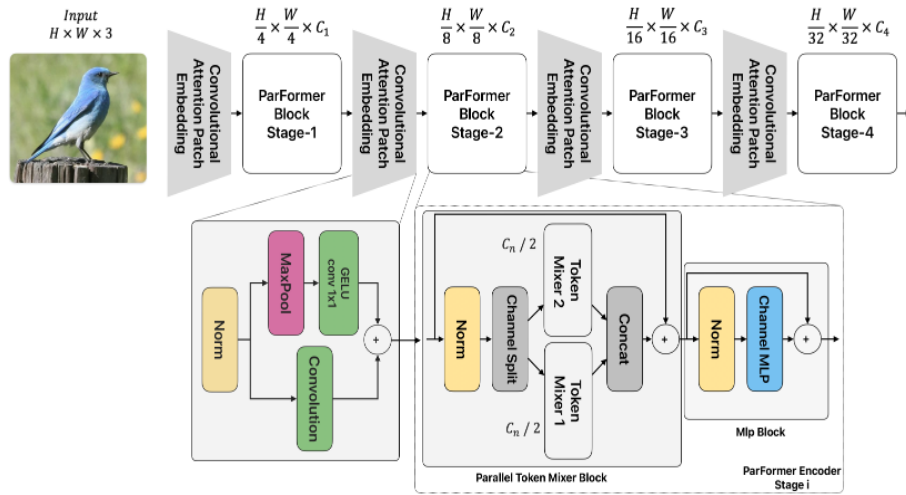 Input
H × W × 3
H/4 × W/4 × C₁
H/8 × W/8 × C₂
H/16 × W/16 × C₃
H/32 × W/32 × C₄
Convolutional
Attention Patch
Embedding
ParFormer
Block
Stage-1
Convolutional
Attention Patch
Embedding
ParFormer
Block
Stage-2
Convolutional
Attention Patch
Embedding
ParFormer
Block
Stage-3
Convolutional
Attention Patch
Embedding
ParFormer
Block
Stage-4
Norm
MaxPool
GELU
conv 1x1
Convolution
+
Norm
Channel Split
Cₙ / 2
Token
Mixer 2
Token
Mixer 1
Cₙ / 2
Concat
+
Norm
Channel MLP
+
Mlp Block
Parallel Token Mixer Block
ParFormer Encoder
Stage i